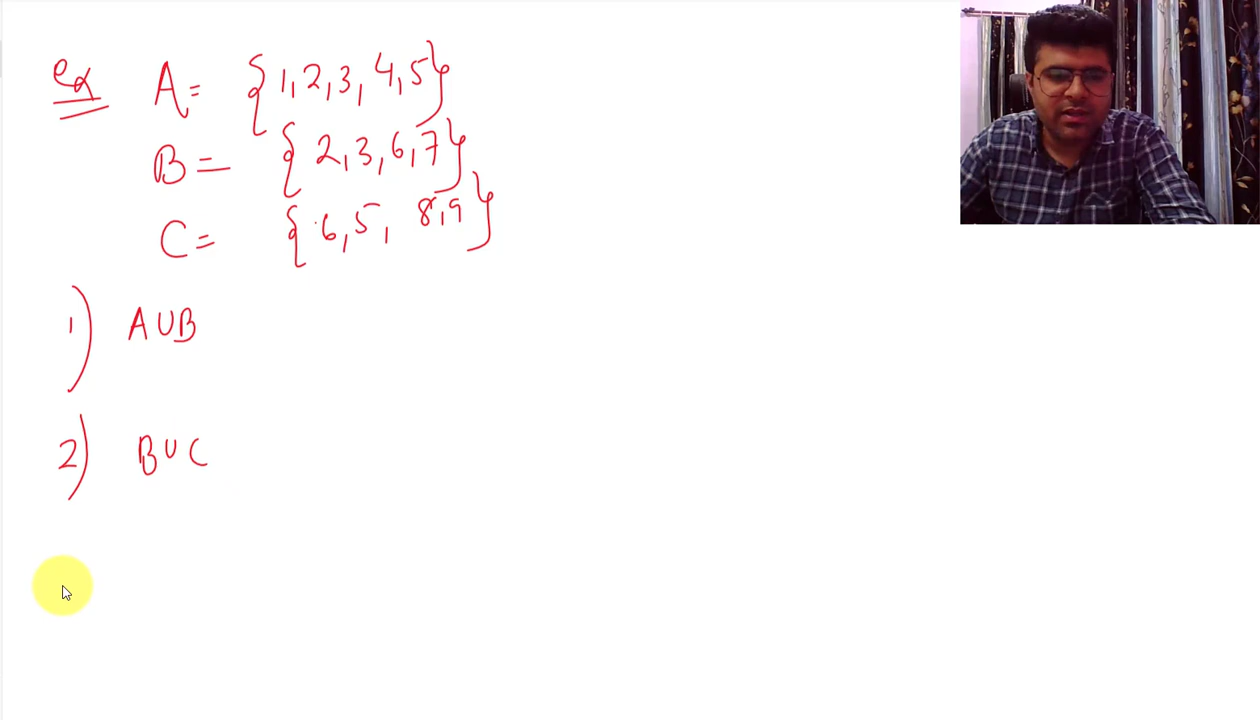 ex A = {1, 2, 3, 4, 5}
B = {2, 3, 6, 7}
C = {6, 5, 8, 9}
1) A∪B
2) B∪C